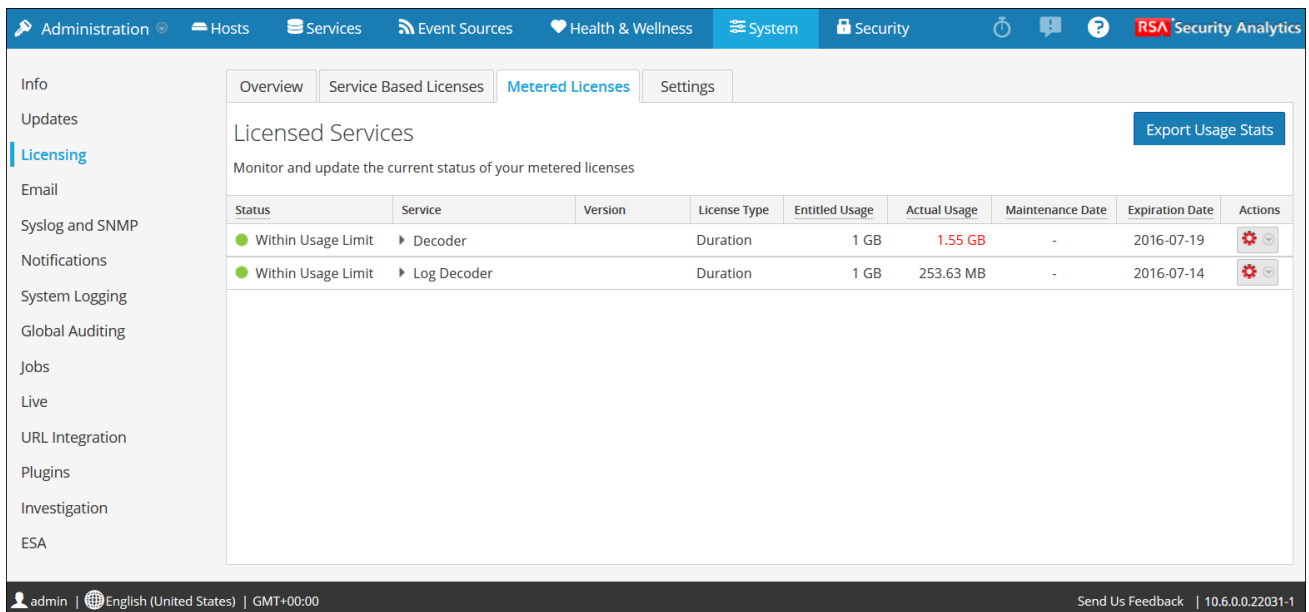 Administration Hosts Services Event Sources Health & Wellness System Security ? RSA Security Analytics
Info
Updates
Licensing
Email
Syslog and SNMP
Notifications
System Logging
Global Auditing
Jobs
Live
URL Integration
Plugins
Investigation
ESA
Overview Service Based Licenses Metered Licenses Settings
Licensed Services Export Usage Stats
Monitor and update the current status of your metered licenses
Status Service Version License Type Entitled Usage Actual Usage Maintenance Date Expiration Date Actions
Within Usage Limit Decoder Duration 1 GB 1.55 GB - 2016-07-19
Within Usage Limit Log Decoder Duration 1 GB 253.63 MB - 2016-07-14
admin | English (United States) | GMT+00:00 Send Us Feedback | 10.6.0.0.22031-1